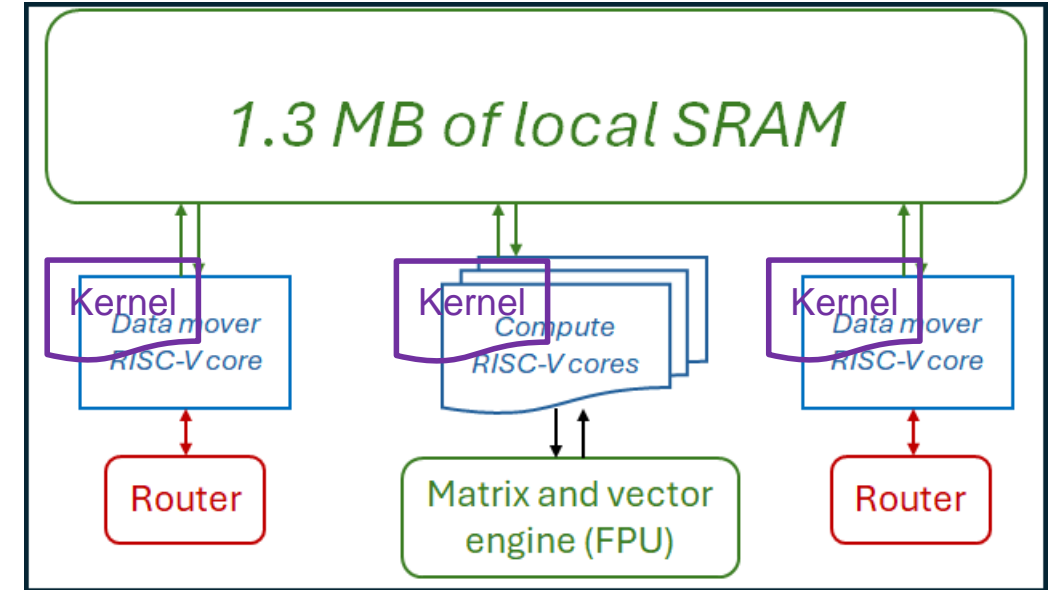 1.3 MB of local SRAM
Kernel
Data mover
RISC-V core
Kernel
Compute
RISC-V cores
Kernel
Data mover
RISC-V core
Router
Matrix and vector
engine (FPU)
Router